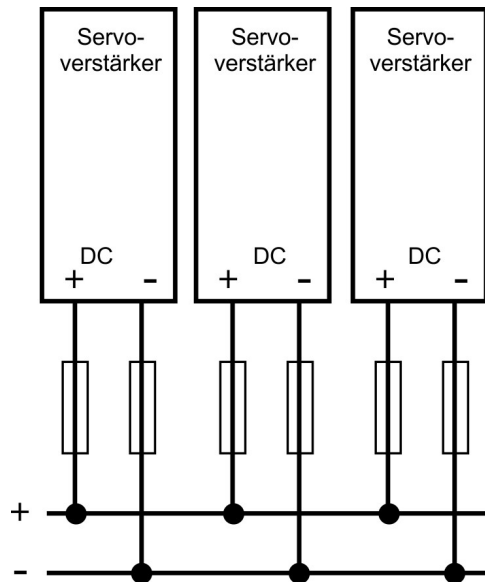 Servo-
verstärker
DC
+ -
Servo-
verstärker
DC
+ -
Servo-
verstärker
DC
+ -
+
-